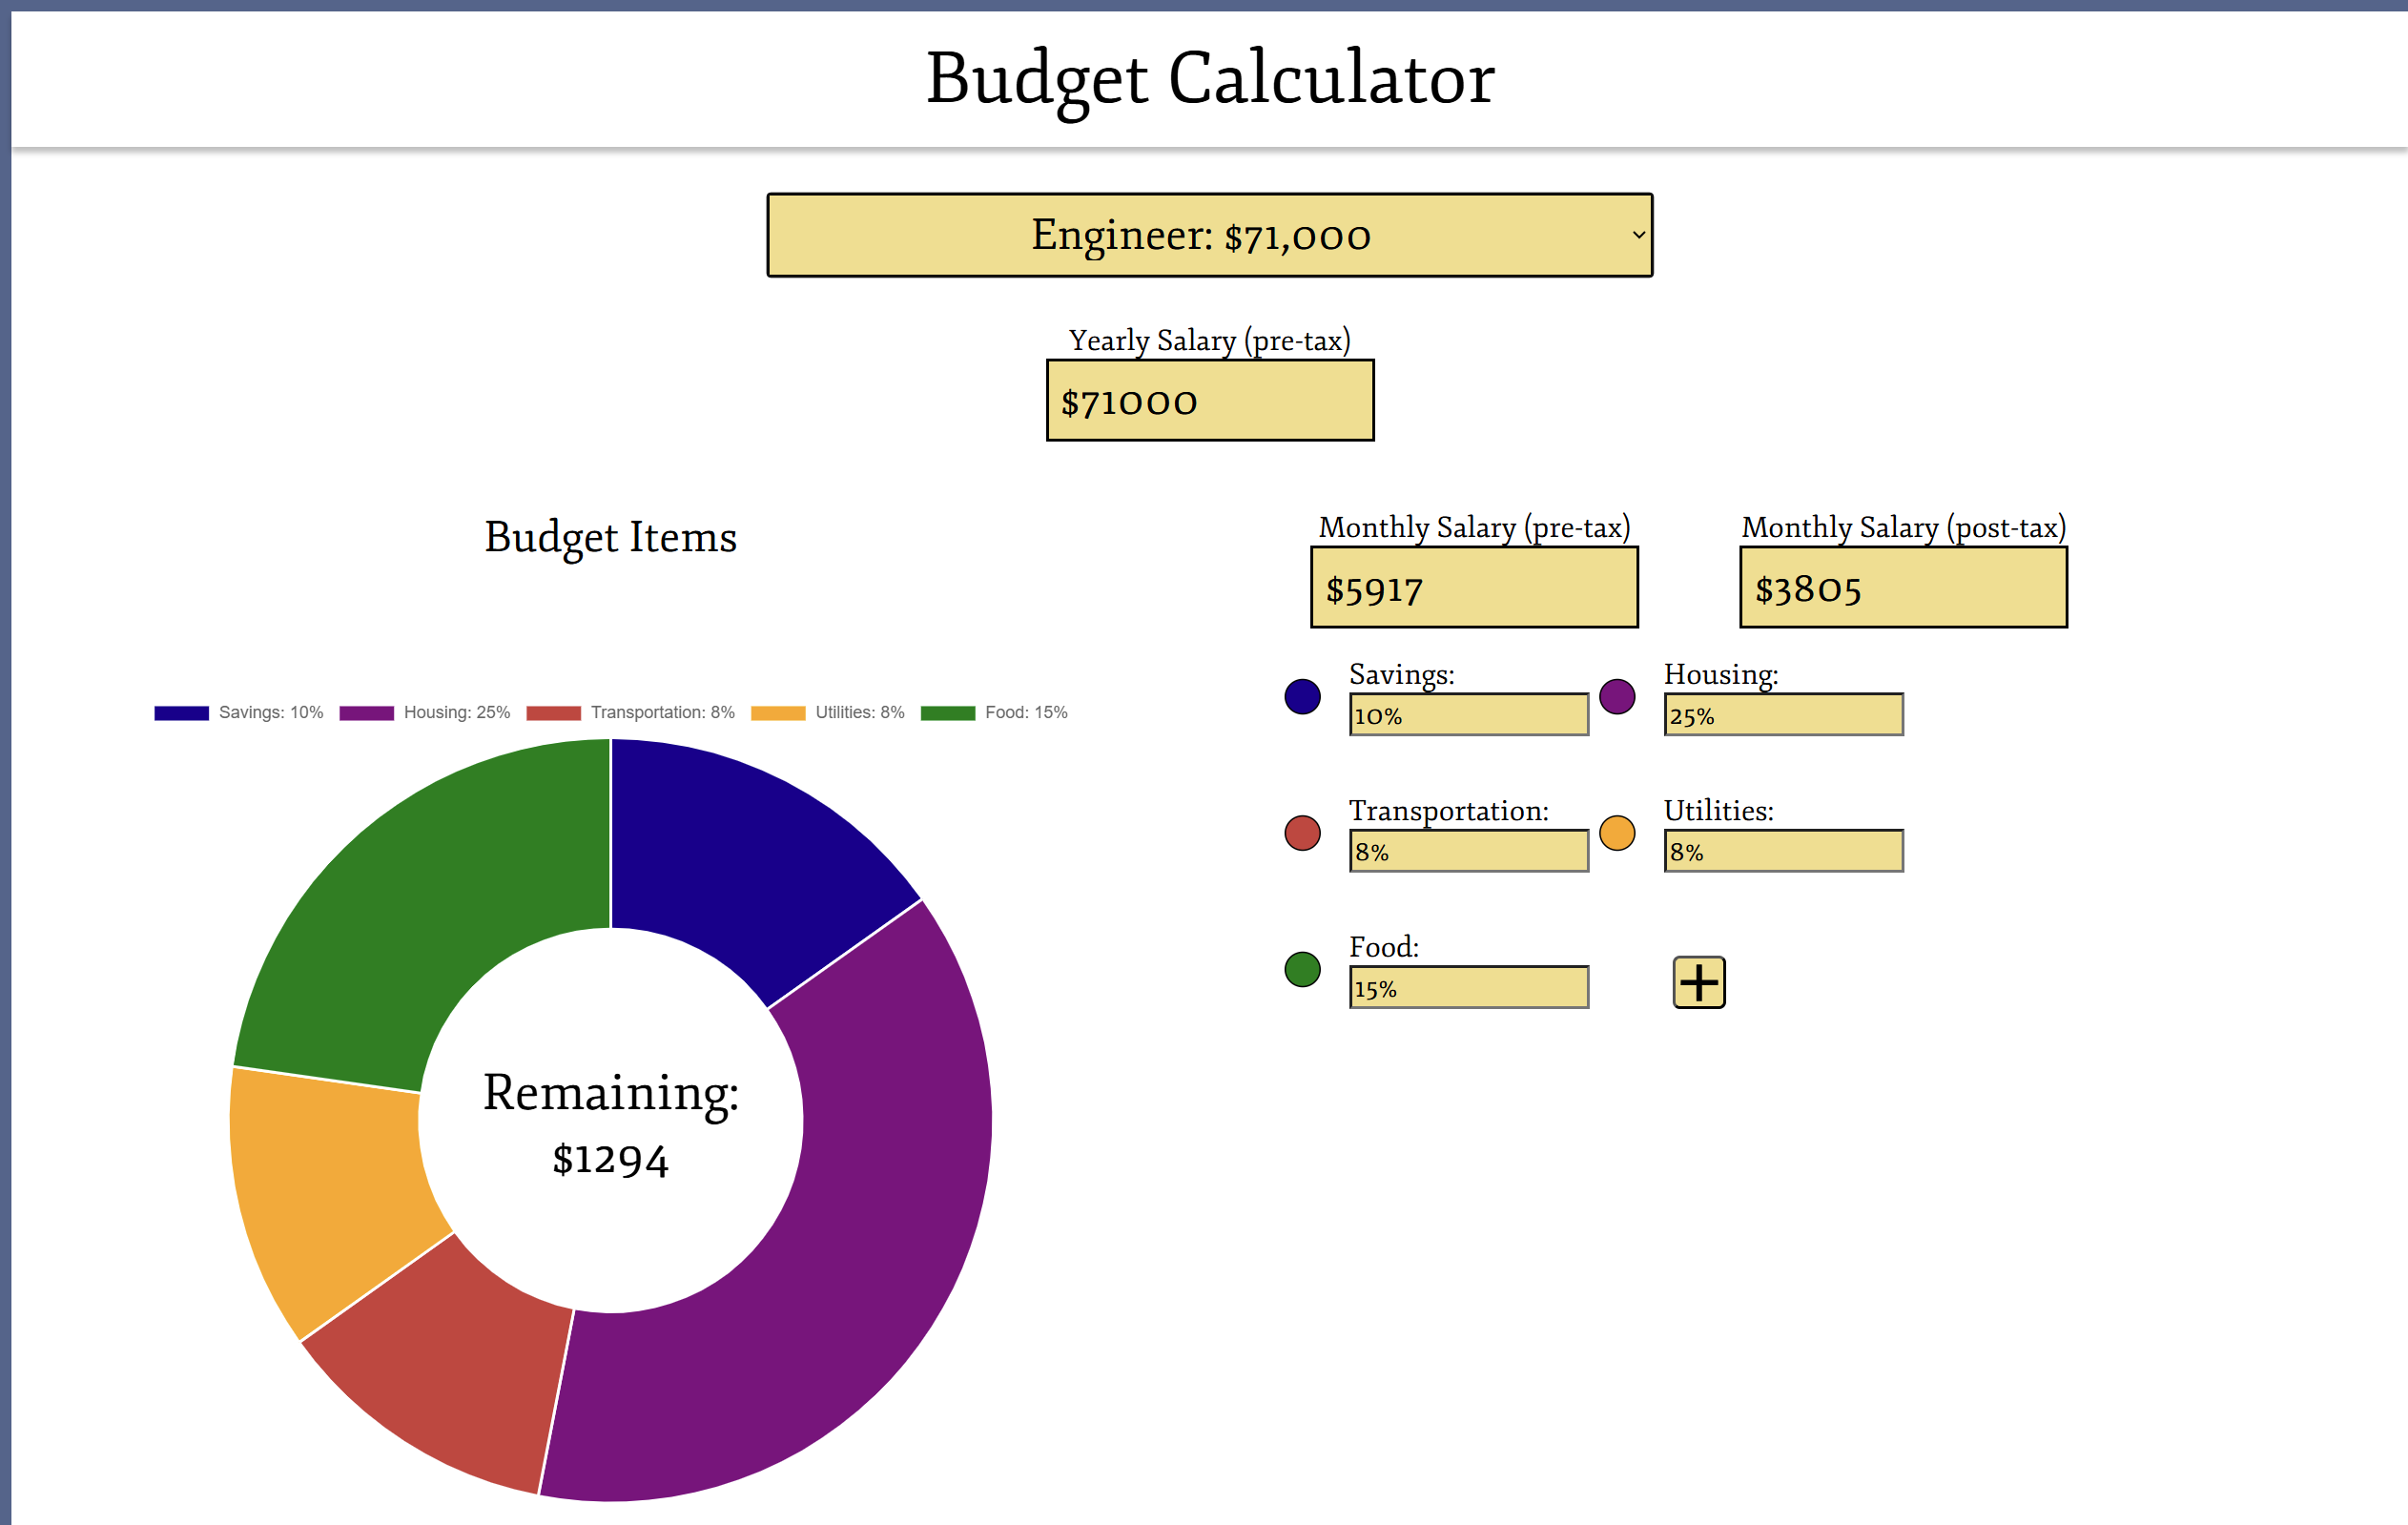 Budget Calculator
Engineer: $71,000
Yearly Salary (pre-tax)
$71000
Budget Items
Savings: 10% Housing: 25% Transportation: 8% Utilities: 8% Food: 15%
Remaining:
$1294
Monthly Salary (pre-tax) Monthly Salary (post-tax)
$5917 $3805
Savings: Housing:
10% 25%
Transportation: Utilities:
8% 8%
Food:
15% +